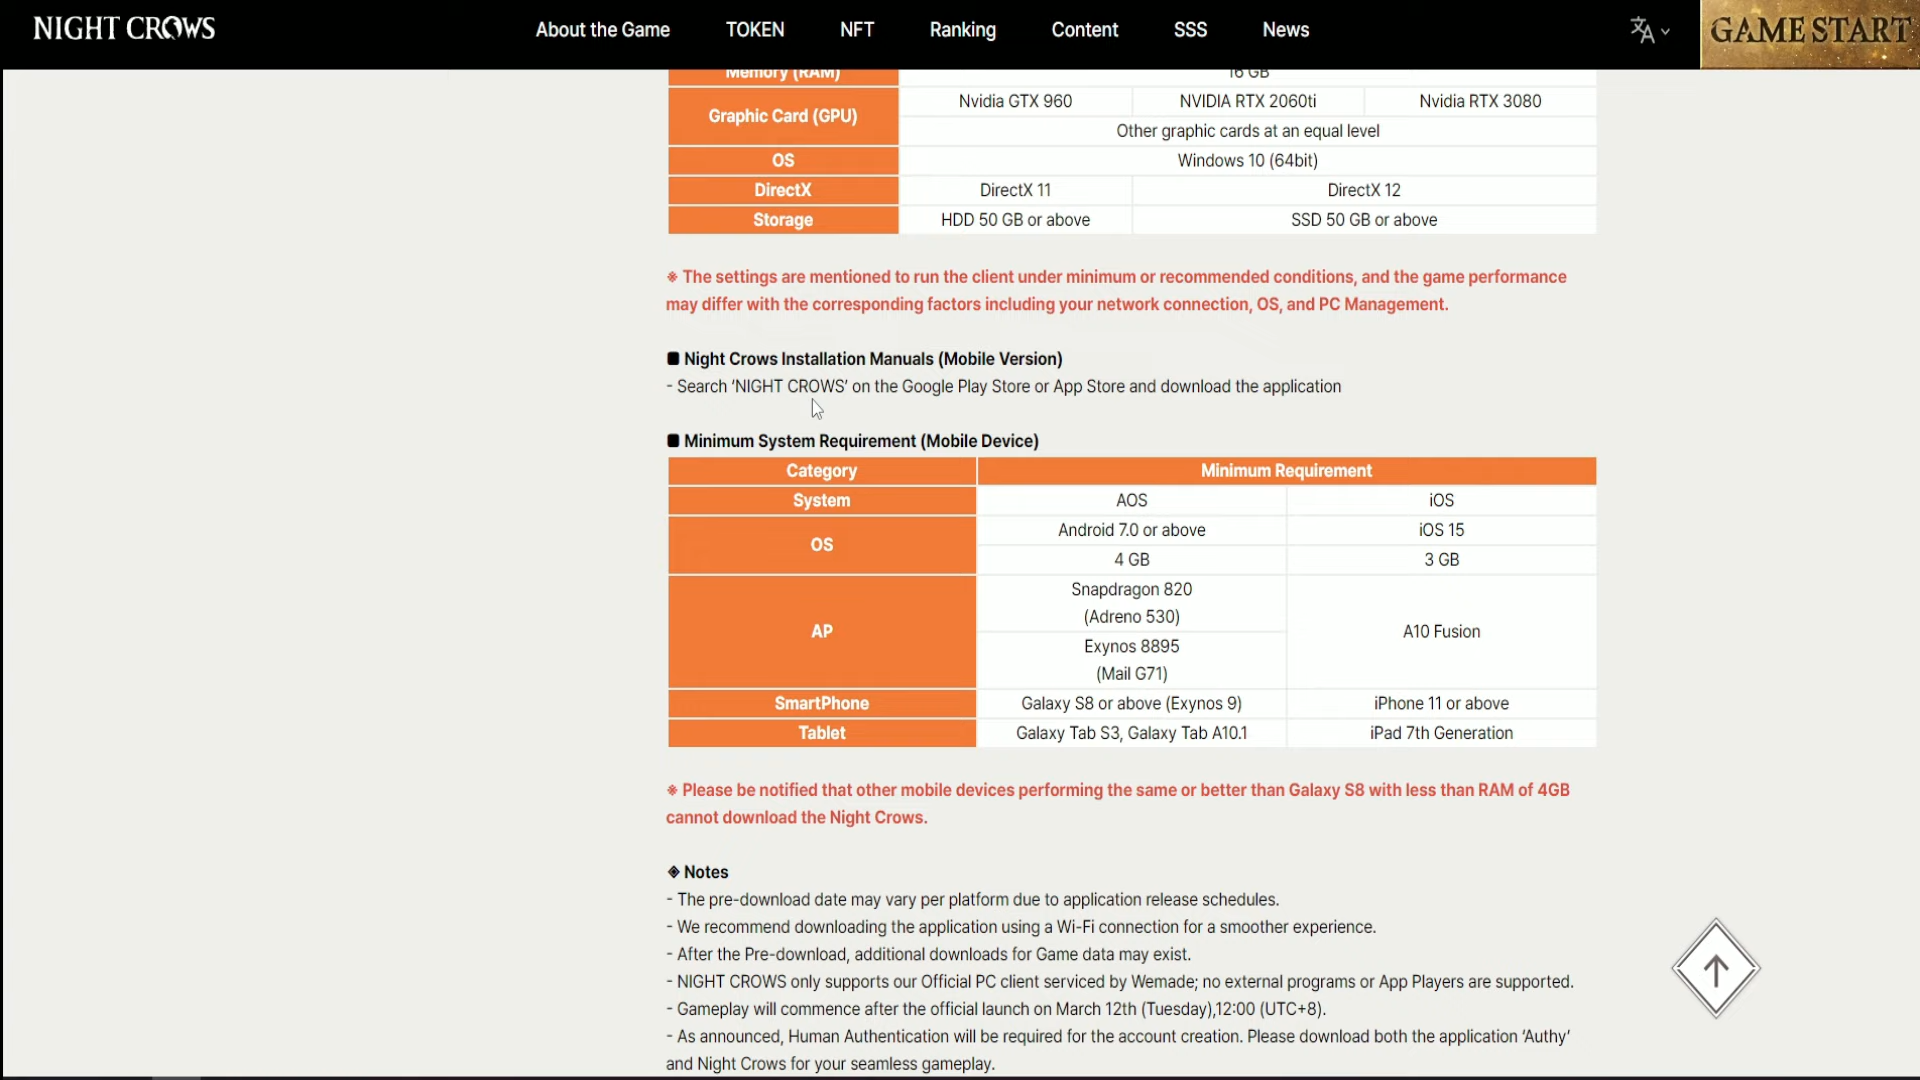 NIGHT CROWS
About the Game TOKEN NFT Ranking Content SSS News
GAME START
Memory (RAM) 16 GB
Graphic Card (GPU) Nvidia GTX 960 NVIDIA RTX 2060ti Nvidia RTX 3080
Other graphic cards at an equal level
OS Windows 10 (64bit)
DirectX DirectX 11 DirectX 12
Storage HDD 50 GB or above SSD 50 GB or above
※ The settings are mentioned to run the client under minimum or recommended conditions, and the game performance
may differ with the corresponding factors including your network connection, OS, and PC Management.
■ Night Crows Installation Manuals (Mobile Version)
- Search ‘NIGHT CROWS’ on the Google Play Store or App Store and download the application
■ Minimum System Requirement (Mobile Device)
Category Minimum Requirement
System AOS iOS
OS Android 7.0 or above iOS 15
4 GB 3 GB
AP Snapdragon 820
(Adreno 530)
Exynos 8895
(Mail G71)
A10 Fusion
SmartPhone Galaxy S8 or above (Exynos 9) iPhone 11 or above
Tablet Galaxy Tab S3, Galaxy Tab A10.1 iPad 7th Generation
※ Please be notified that other mobile devices performing the same or better than Galaxy S8 with less than RAM of 4GB
cannot download the Night Crows.
◈ Notes
- The pre-download date may vary per platform due to application release schedules.
- We recommend downloading the application using a Wi-Fi connection for a smoother experience.
- After the Pre-download, additional downloads for Game data may exist.
- NIGHT CROWS only supports our Official PC client serviced by Wemade; no external programs or App Players are supported.
- Gameplay will commence after the official launch on March 12th (Tuesday),12:00 (UTC+8).
- As announced, Human Authentication will be required for the account creation. Please download both the application ‘Authy’
and Night Crows for your seamless gameplay.